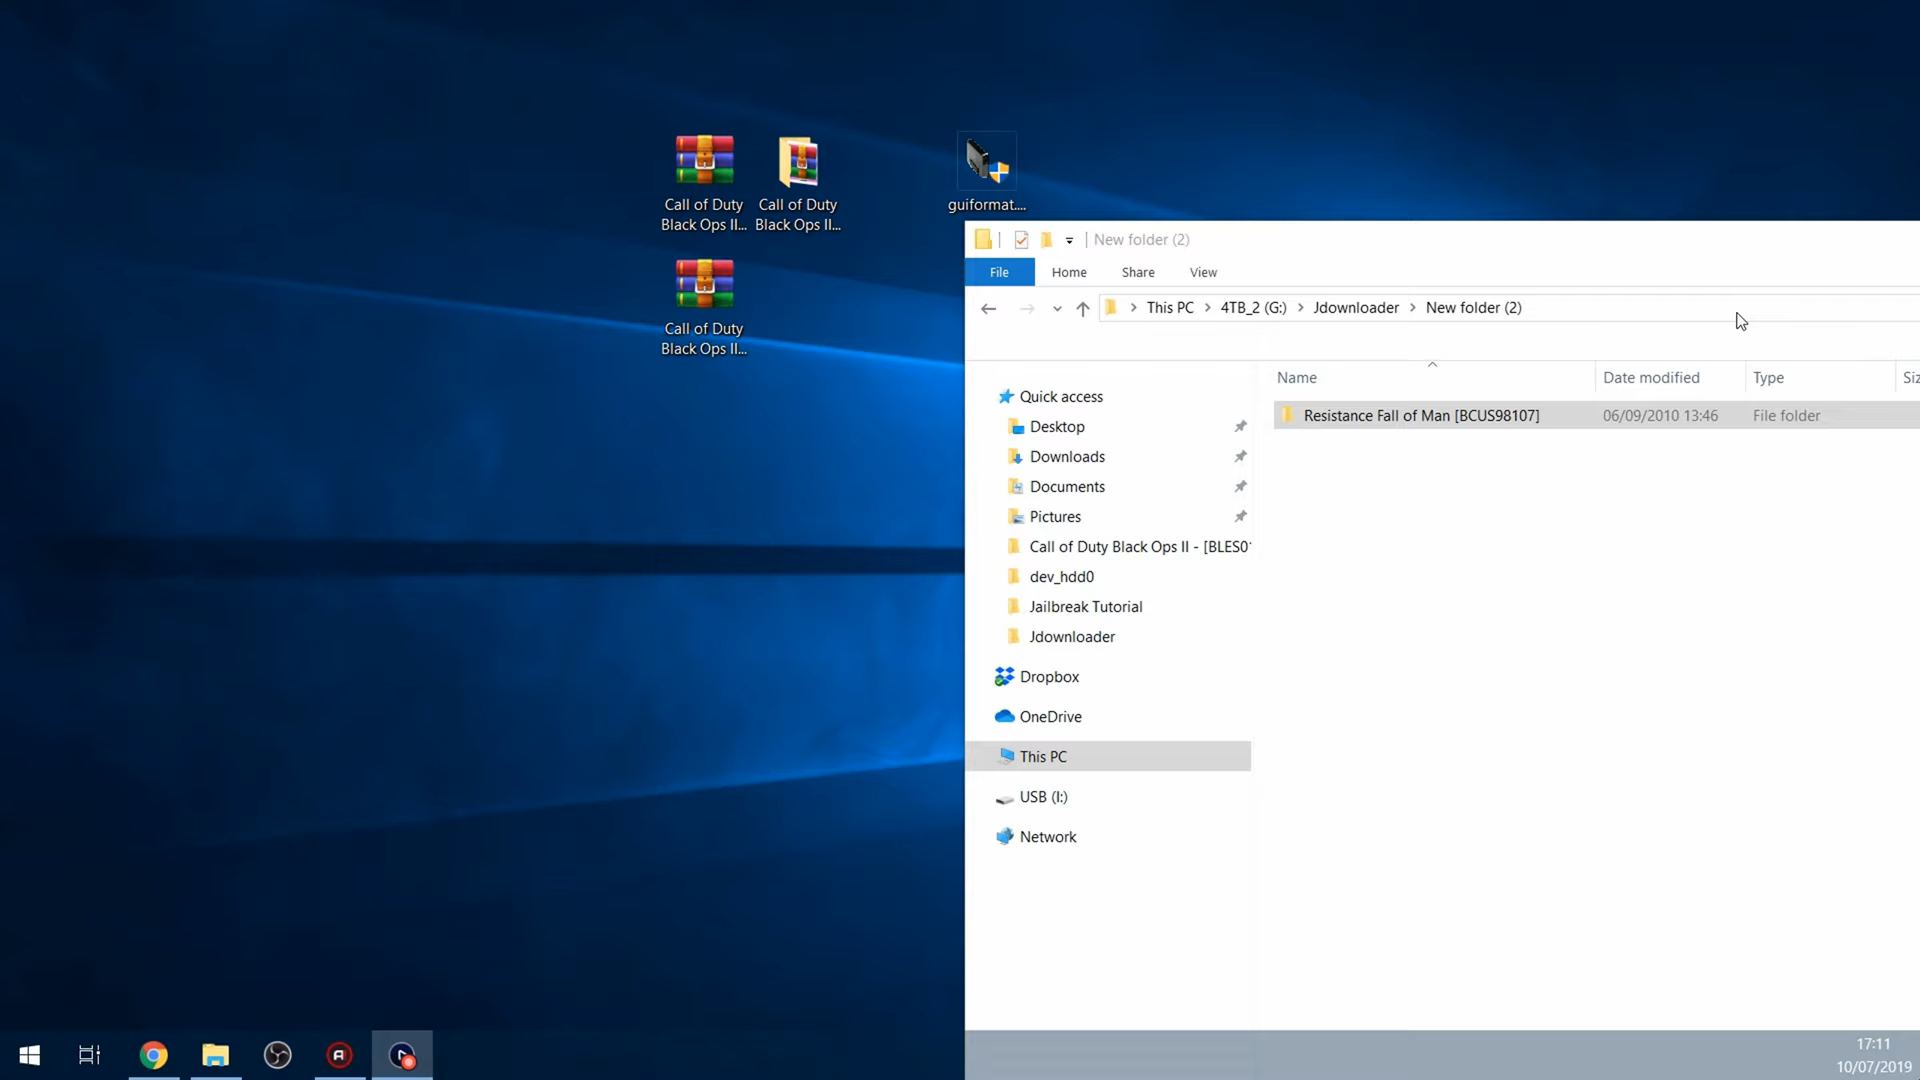 Call of Duty
Black Ops II...
Call of Duty
Black Ops II...
guiformat....
Call of Duty
Black Ops II...
New folder (2)
File
Home
Share
View
This PC
4TB_2 (G:)
Jdownloader
New folder (2)
Name
Date modified
Type
Siz
Resistance Fall of Man [BCUS98107]
06/09/2010 13:46
File folder
Quick access
Desktop
Downloads
Documents
Pictures
Call of Duty Black Ops II - [BLES01
dev_hdd0
Jailbreak Tutorial
Jdownloader
Dropbox
OneDrive
This PC
USB (I:)
Network
17:11
10/07/2019